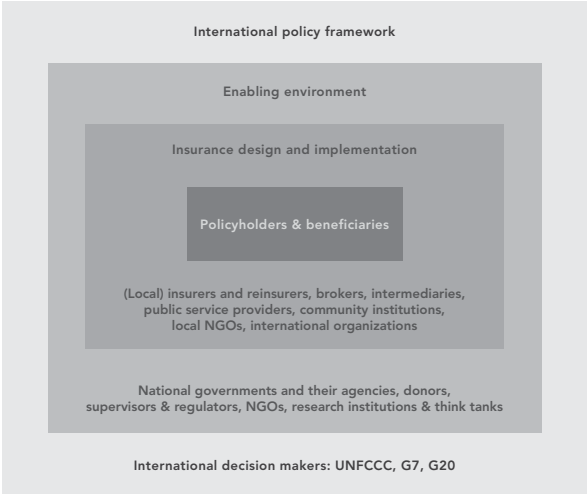 International policy framework
Enabling environment
Insurance design and implementation
Policyholders & beneficiaries
(Local) insurers and reinsurers, brokers, intermediaries,
public service providers, community institutions,
local NGOs, international organizations
National governments and their agencies, donors,
supervisors & regulators, NGOs, research institutions & think tanks
International decision makers: UNFCCC, G7, G20